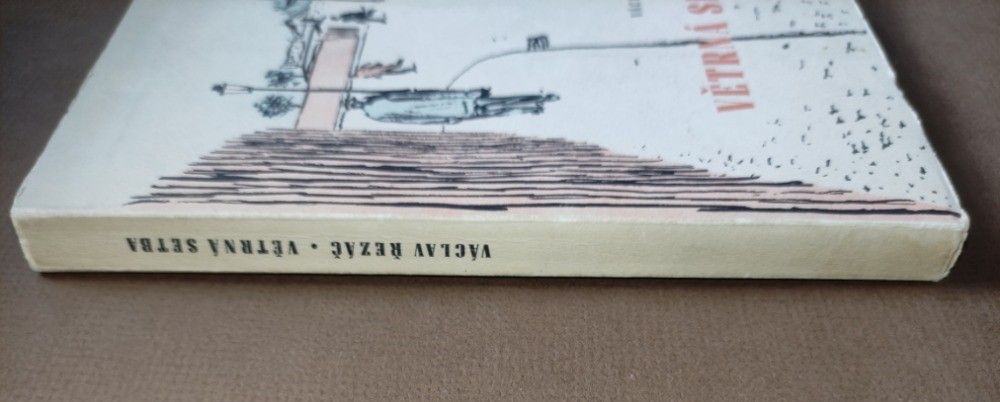 VĚTRNÁ S
VÁCLAV ŘEZÁČ • VĚTRNÁ SETBA